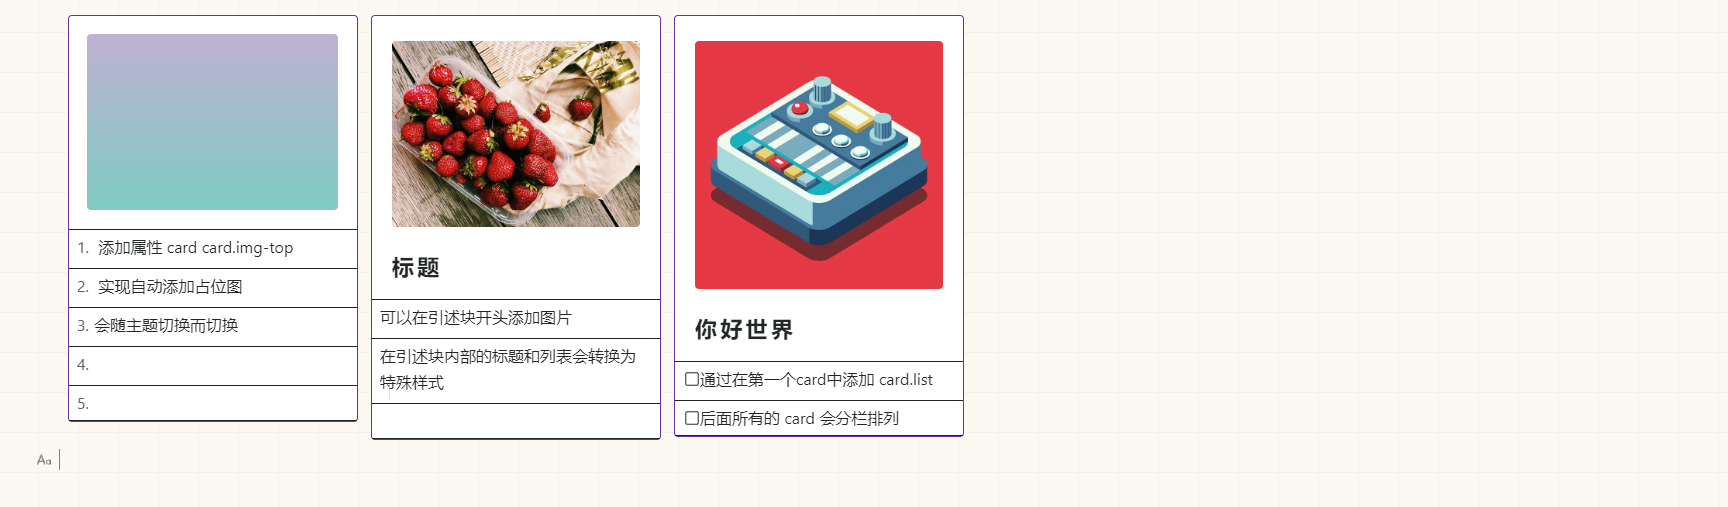 1. 添加属性 card card.img-top
2. 实现自动添加占位图
3. 会随主题切换而切换
4.
5.
标题
可以在引述块开头添加图片
在引述块内部的标题和列表会转换为
特殊样式
你好世界
通过在第一个card中添加 card.list
后面所有的 card 会分栏排列
Aa